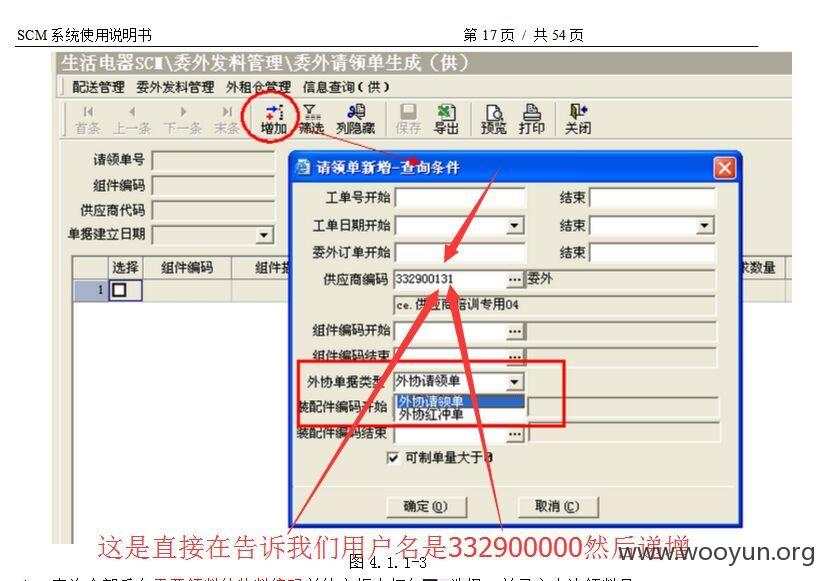 SCM 系统使用说明书 第 17 页 / 共 54 页
生活电器SCM\委外发料管理\委外请领单生成（供）
配送管理 委外发料管理 外租仓管理 信息查询(供)
首条 上一条 下一条 末条 增加 筛选 列隐藏 保存 导出 预览 打印 关闭
请领单号
组件编码
供应商代码
单据建立日期
选择 组件编码 组件描 求数量
1
请领单新增-查询条件
工单号开始 结束
工单日期开始 结束
委外订单开始 结束
供应商编码 332900131 ... 委外
ce.供应商培训专用04
组件编码开始 ...
组件编码结束 ...
外协单据类型 外协请领单
外协请领单
装配件编码开始 外协红冲单
装配件编码结束 ...
可制单量大于0
确定(O) 取消(C)
这是直接在告诉我们用户名是332900000然后递增
图 4.1.1-3
www.wooyun.org